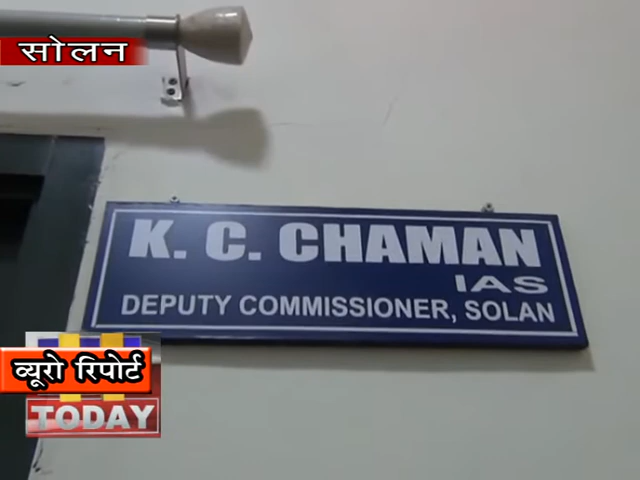 सोलन
K. C. CHAMAN
IAS
DEPUTY COMMISSIONER, SOLAN
व्यूरो रिपोर्ट
TODAY